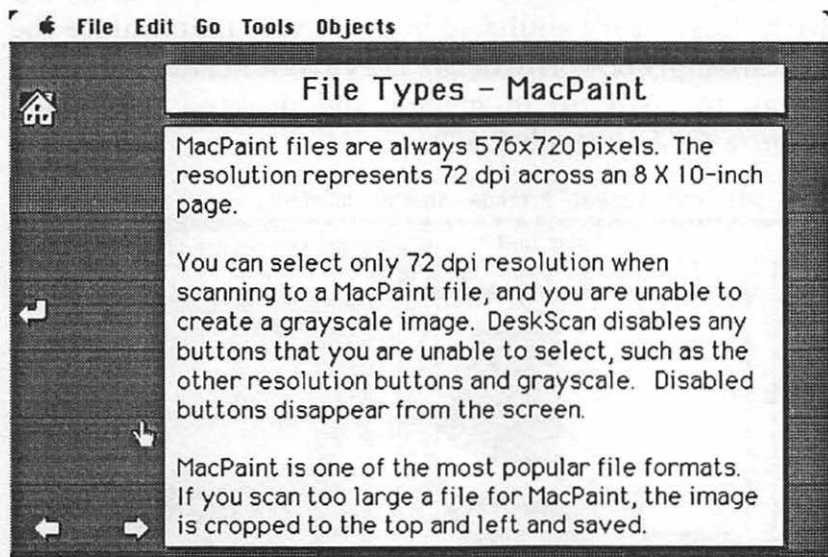 File Edit Go Tools Objects
File Types - MacPaint
MacPaint files are always 576x720 pixels. The
resolution represents 72 dpi across an 8 X 10-inch
page.
You can select only 72 dpi resolution when
scanning to a MacPaint file, and you are unable to
create a grayscale image. DeskScan disables any
buttons that you are unable to select, such as the
other resolution buttons and grayscale. Disabled
buttons disappear from the screen.
MacPaint is one of the most popular file formats.
If you scan too large a file for MacPaint, the image
is cropped to the top and left and saved.